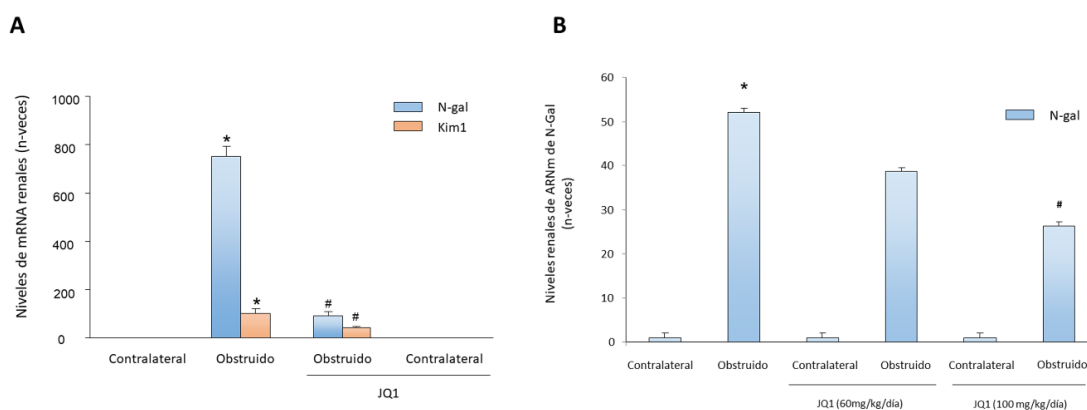 A
Niveles de mRNA renales (n-veces)
1000
800
600
400
200
0
N-gal
Kim1
*
*
#
#
Contralateral
Obstruido
Obstruido
Contralateral
JQ1
B
Niveles renales de ARNm de N-Gal
(n-veces)
60
50
40
30
20
10
0
N-gal
*
#
Contralateral
Obstruido
Contralateral
Obstruido
Contralateral
Obstruido
JQ1 (60mg/kg/día)
JQ1 (100 mg/kg/día)